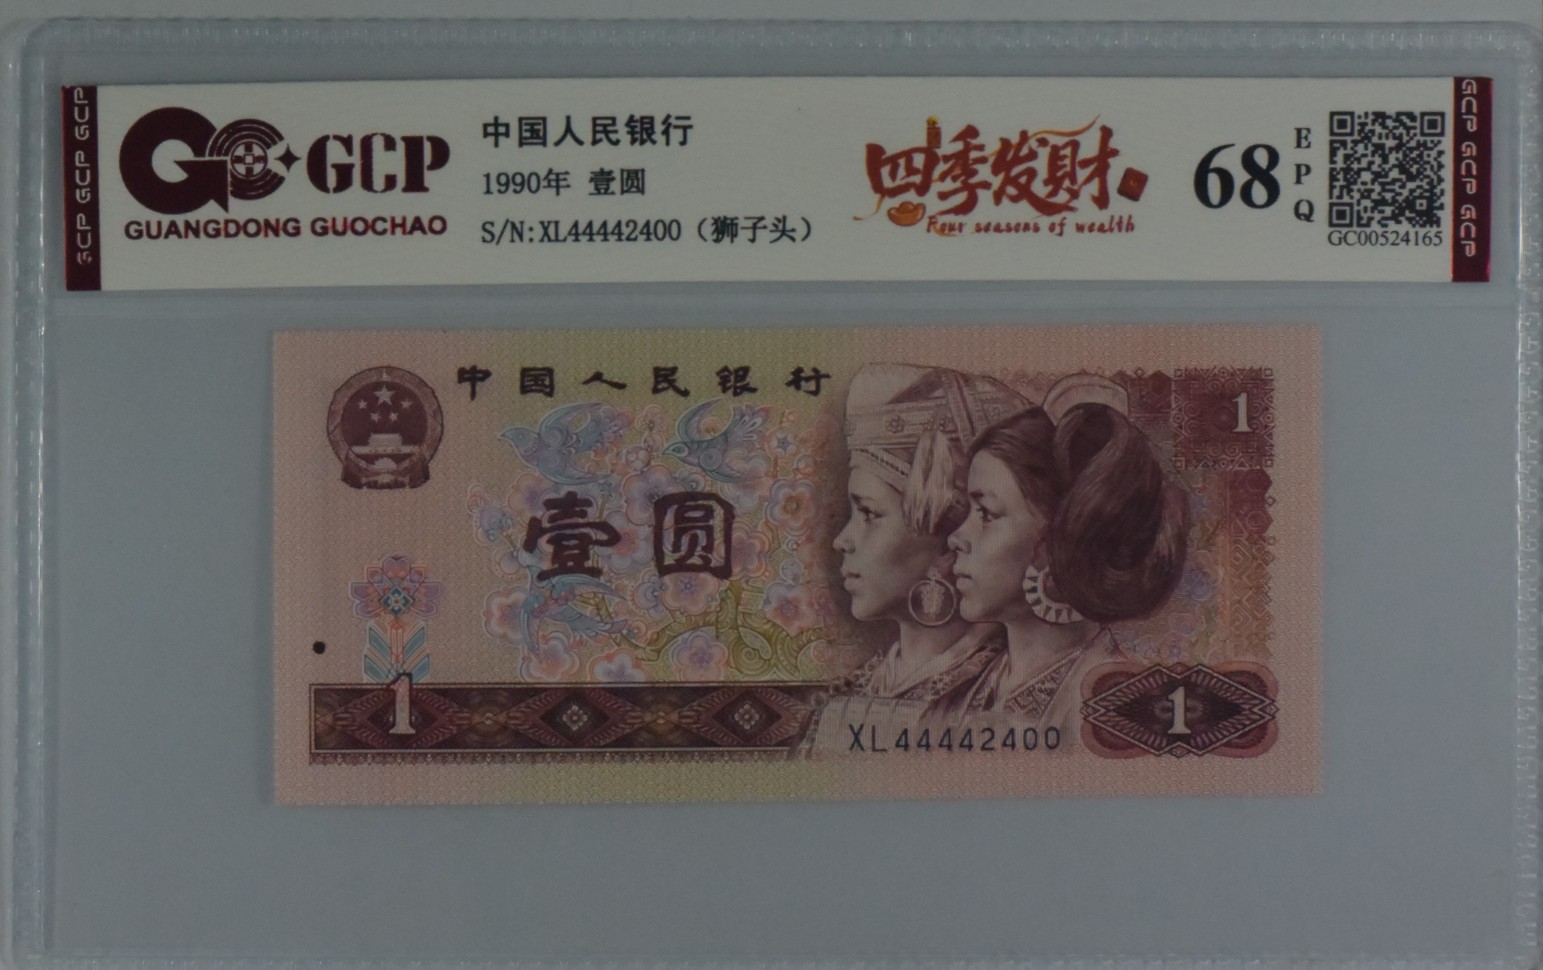 GCP GCP GCP
GCP
GUANGDONG GUOCHAO
中国人民银行
1990年 壹圆
S/N:XL44442400（狮子头）
四季发财
Four seasons of wealth
68
EPQ
GC00524165
GCP GCP GCP
中国人民银行
1
壹圆
1
XL44442400
1